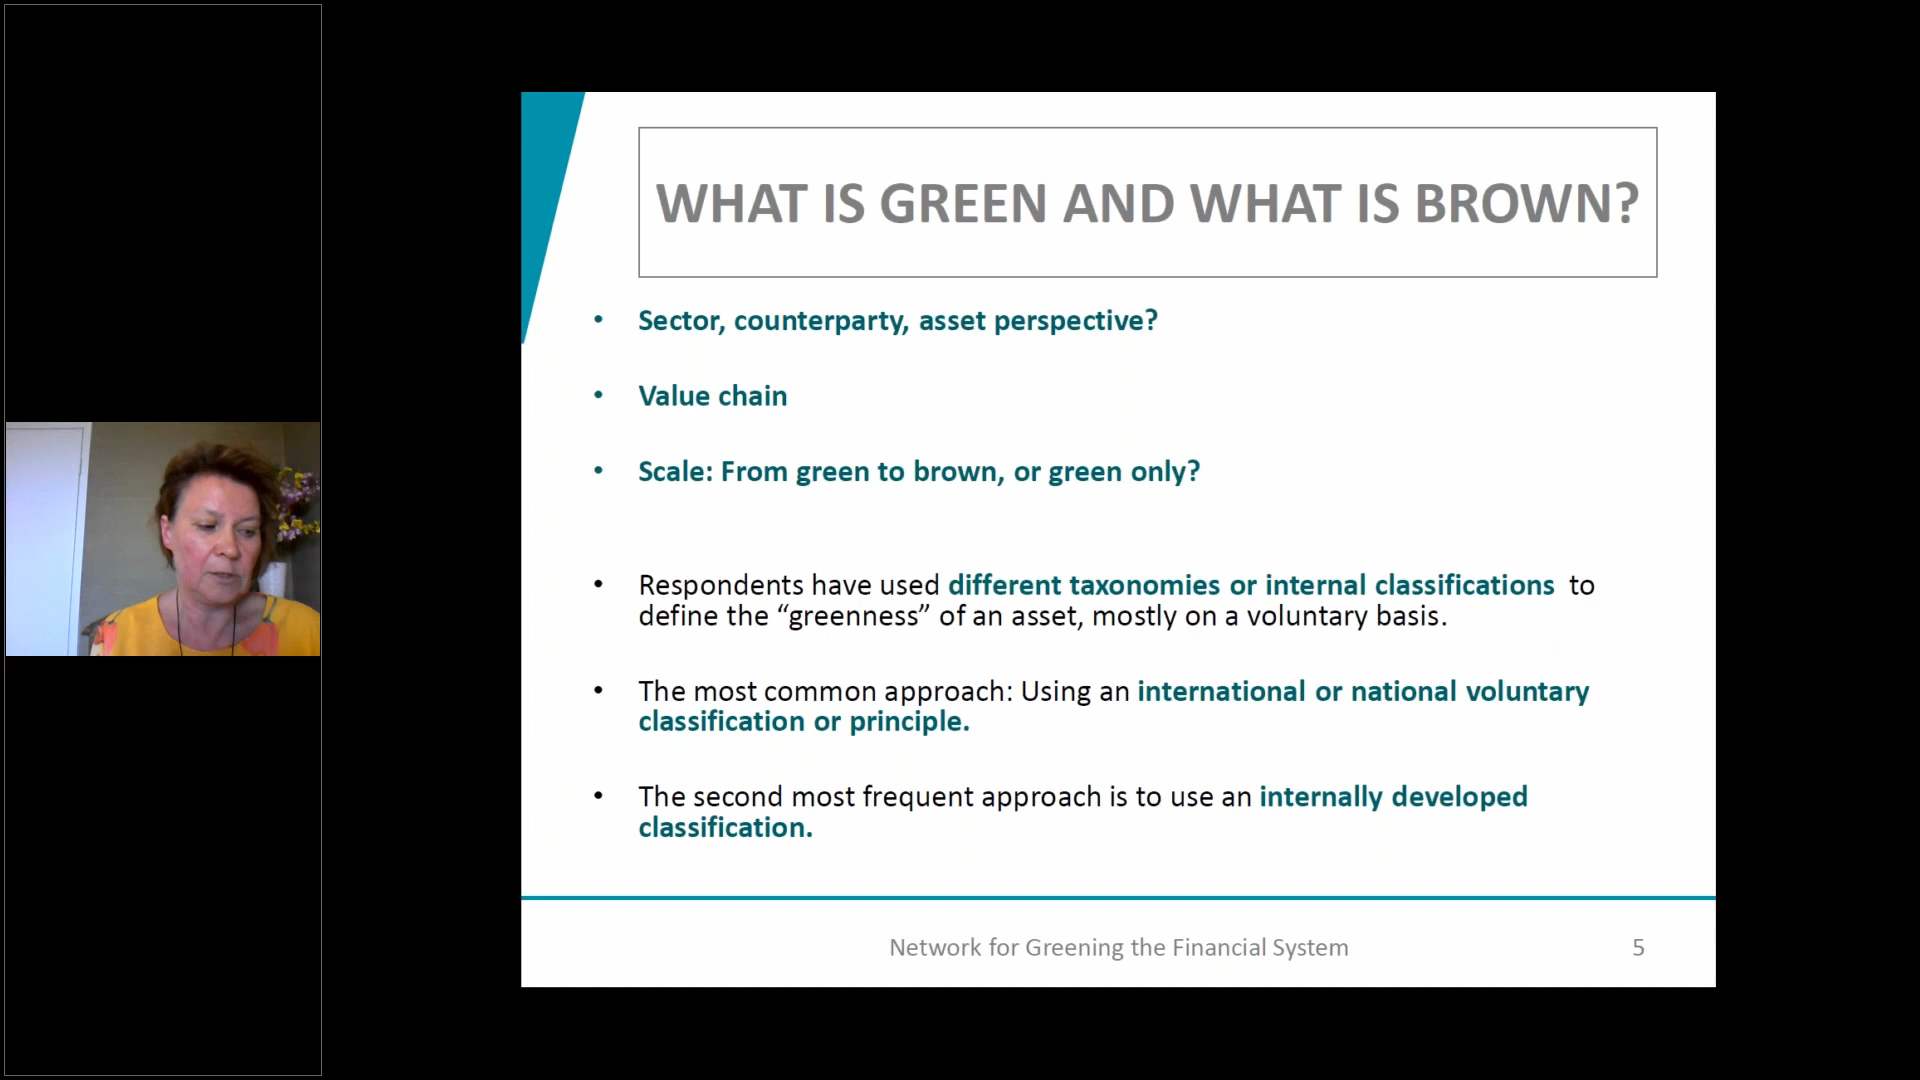 WHAT IS GREEN AND WHAT IS BROWN?
• Sector, counterparty, asset perspective?
• Value chain
• Scale: From green to brown, or green only?
• Respondents have used different taxonomies or internal classifications to
define the “greenness” of an asset, mostly on a voluntary basis.
• The most common approach: Using an international or national voluntary
classification or principle.
• The second most frequent approach is to use an internally developed
classification.
Network for Greening the Financial System 5